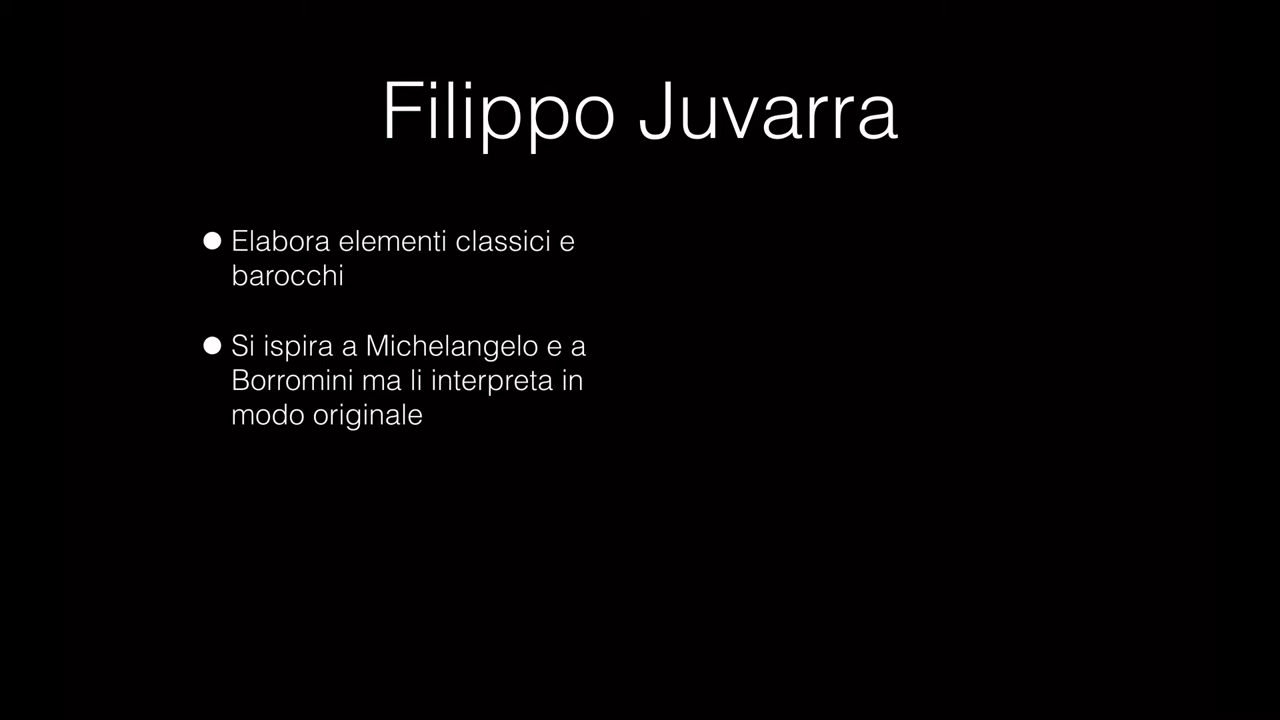 Filippo Juvarra
● Elabora elementi classici e
barocchi
● Si ispira a Michelangelo e a
Borromini ma li interpreta in
modo originale